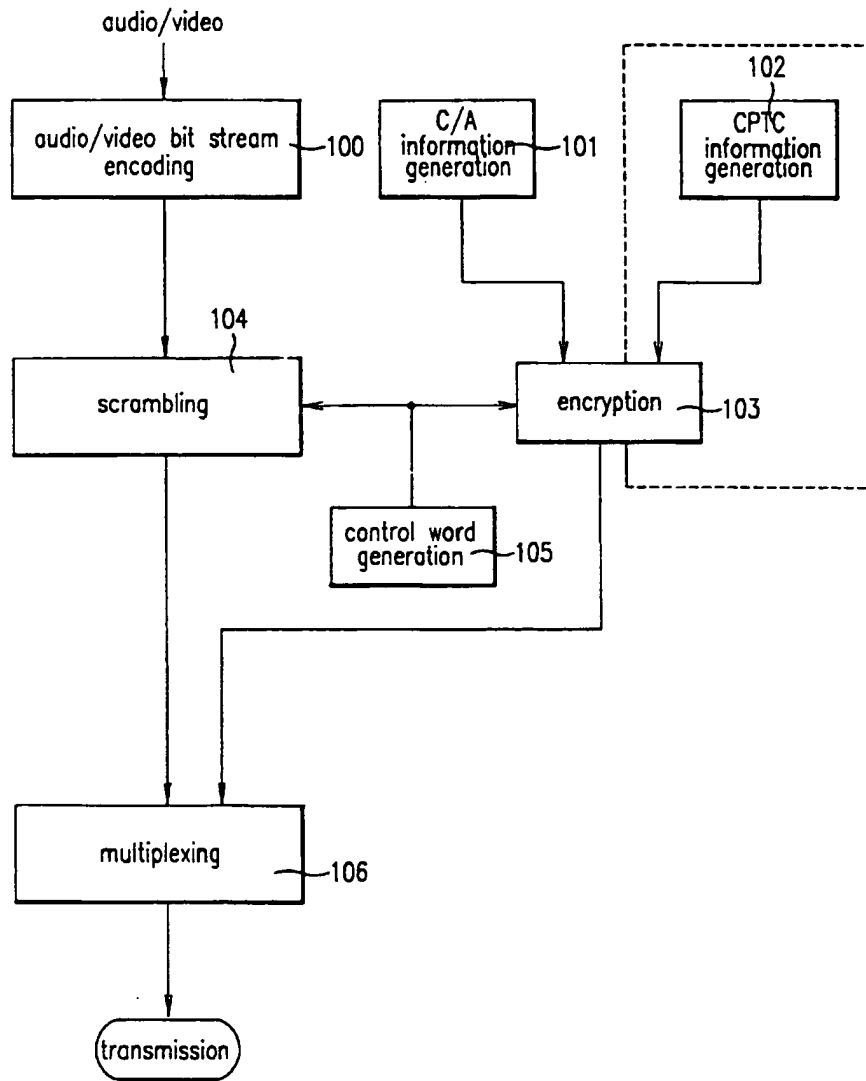 audio/video
audio/video bit stream
encoding
100
C/A
information
generation
101
102
CPTC
information
generation
104
scrambling
encryption
103
control word
generation
105
multiplexing
106
transmission